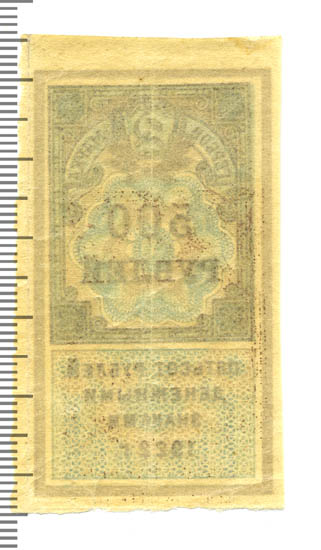 500
РУБЛЕЙ
ПЯТЬСОТ РУБЛЕЙ
ДЕНЕЖНЫМИ
ЗНАКАМИ
1922 Г.